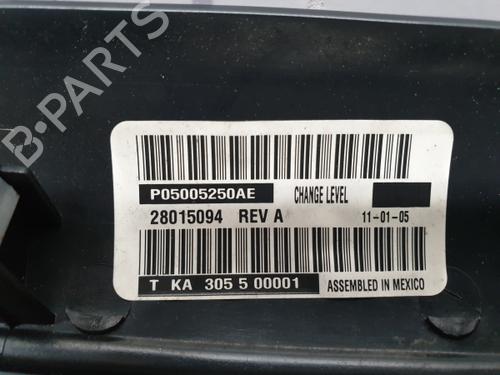 B-PARTS
P05005250AE CHANGE LEVEL
28015094 REV A 11-01-05
T KA 305 5 00001 ASSEMBLED IN MEXICO